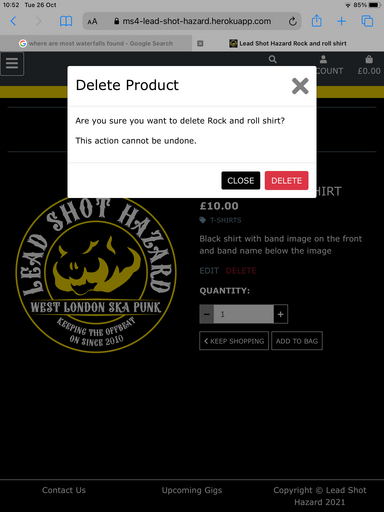 10:52 Tue 26 Oct 85%
AA ms4-lead-shot-hazard.herokuapp.com
where are most waterfalls found - Google Search
Lead Shot Hazard Rock and roll shirt
COUNT £0.00
Delete Product
Are you sure you want to delete Rock and roll shirt?
This action cannot be undone.
CLOSE DELETE
HIRT
£10.00
T-SHIRTS
Black shirt with band image on the front
and band name below the image
EDIT DELETE
QUANTITY:
- 1 +
KEEP SHOPPING ADD TO BAG
LEAD SHOT HAZARD
WEST LONDON SKA PUNK
KEEPING THE OFFBEAT
ON SINCE 2010
Contact Us Upcoming Gigs Copyright © Lead Shot
Hazard 2021